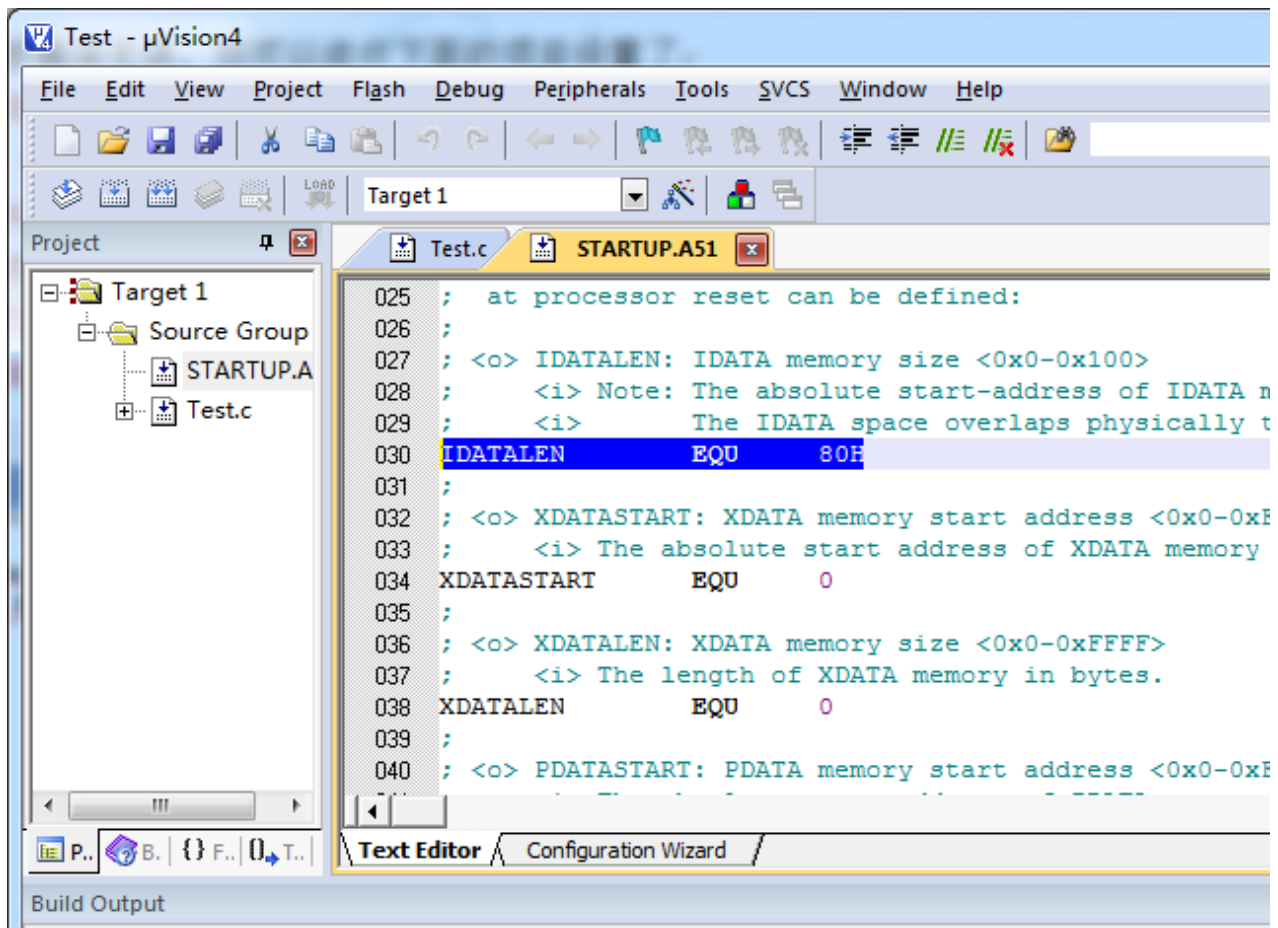 Test - µVision4
File Edit View Project Flash Debug Peripherals Tools SVCS Window Help
LOAD Target 1
Project
Target 1
Source Group
STARTUP.A
Test.c
Test.c STARTUP.A51
025 ;  at processor reset can be defined:
026 ;
027 ; <o> IDATALEN: IDATA memory size <0x0-0x100>
028 ;     <i> Note: The absolute start-address of IDATA m
029 ;     <i>       The IDATA space overlaps physically t
030 IDATALEN        EQU     80H
031 ;
032 ; <o> XDATASTART: XDATA memory start address <0x0-0xF
033 ;     <i> The absolute start address of XDATA memory
034 XDATASTART      EQU     0
035 ;
036 ; <o> XDATALEN: XDATA memory size <0x0-0xFFFF>
037 ;     <i> The length of XDATA memory in bytes.
038 XDATALEN        EQU     0
039 ;
040 ; <o> PDATASTART: PDATA memory start address <0x0-0xF
P.. B. {} F.. 0 T..
Text Editor Configuration Wizard
Build Output